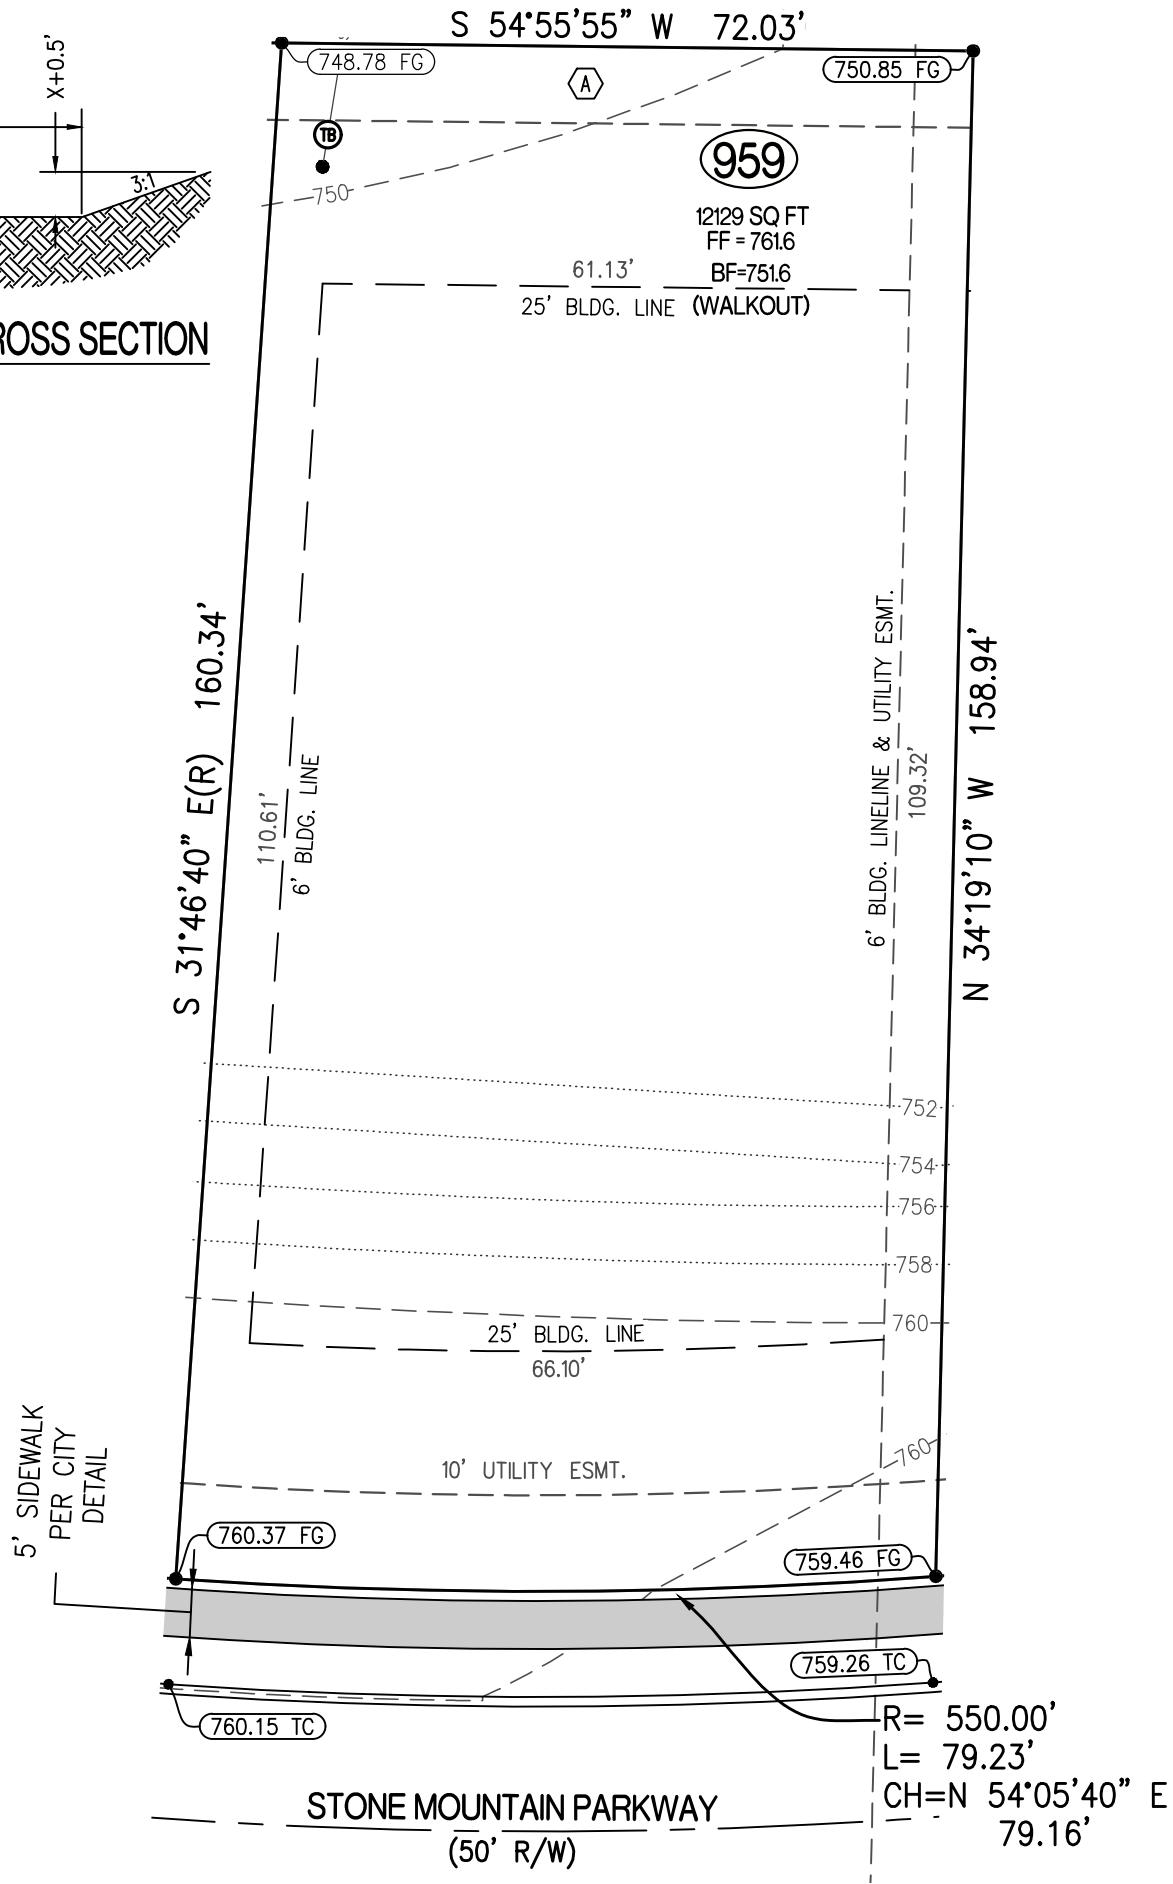 S 54°55'55" W 72.03'
748.78 FG
750.85 FG
A
X+0.5'
TB
3:1
959
750
12129 SQ FT
FF = 761.6
61.13'
BF=751.6
25' BLDG. LINE (WALKOUT)
ROSS SECTION
S 31°46'40" E(R) 160.34'
110.61'
6' BLDG. LINE
6' BLDG. LINELINE & UTILITY ESMT.
109.32'
N 34°19'10" W 158.94'
752
754
756
758
760
25' BLDG. LINE
66.10'
5' SIDEWALK
PER CITY
DETAIL
760
10' UTILITY ESMT.
760.37 FG
759.46 FG
759.26 TC
760.15 TC
R= 550.00'
L= 79.23'
CH=N 54°05'40" E
79.16'
STONE MOUNTAIN PARKWAY
(50' R/W)